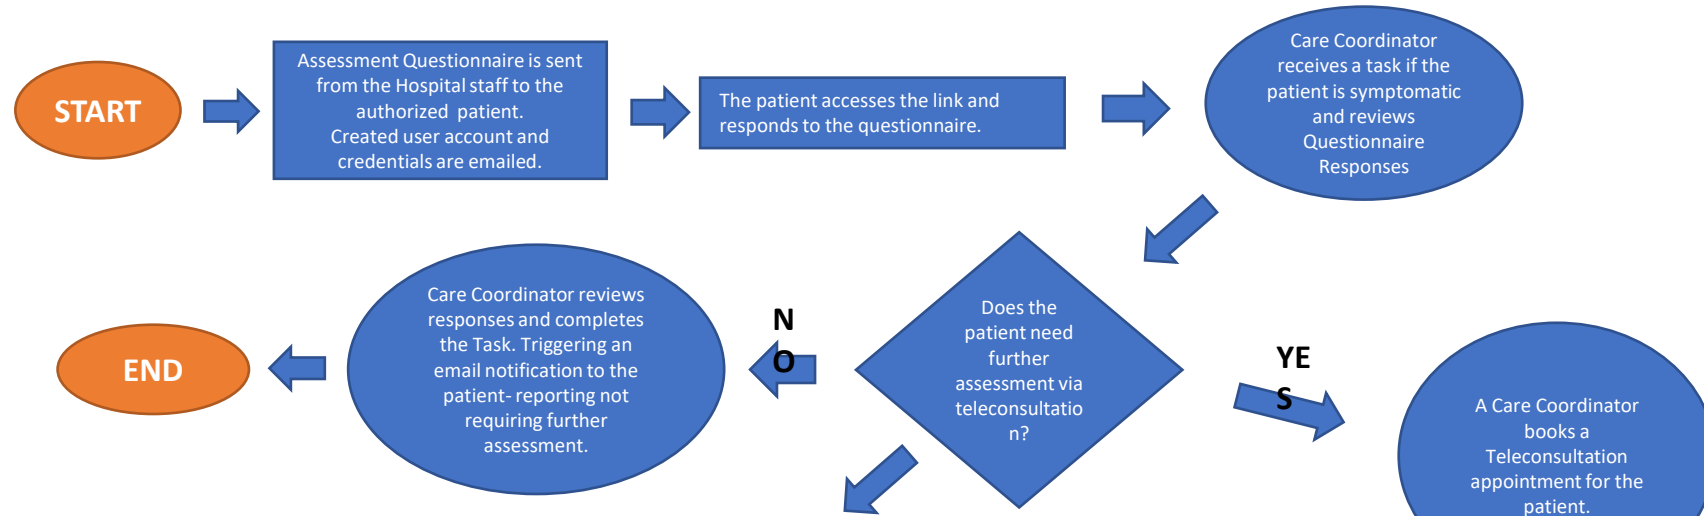 START
Assessment Questionnaire is sent
from the Hospital staff to the
authorized patient.
Created user account and
credentials are emailed.
The patient accesses the link and
responds to the questionnaire.
Care Coordinator
receives a task if the
patient is symptomatic
and reviews
Questionnaire
Responses
END
Care Coordinator reviews
responses and completes
the Task. Triggering an
email notification to the
patient- reporting not
requiring further
assessment.
N
O
Does the
patient need
further
assessment via
teleconsultatio
n?
YE
S
A Care Coordinator
books a
Teleconsultation
appointment for the
patient.